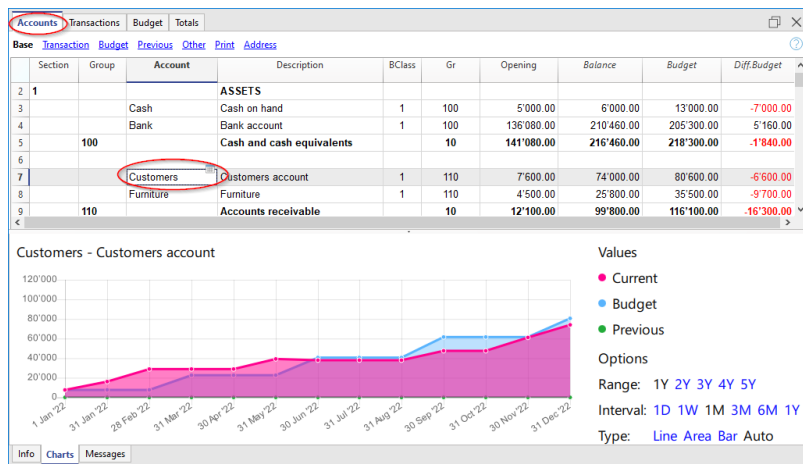 Accounts Transactions Budget Totals
Base Transaction Budget Previous Other Print Address
Section Group Account Description BClass Gr Opening Balance Budget Diff.Budget
2 1 ASSETS
3 Cash Cash on hand 1 100 5'000.00 6'000.00 13'000.00 -7'000.00
4 Bank Bank account 1 100 136'080.00 210'460.00 205'300.00 5'160.00
5 100 Cash and cash equivalents 10 141'080.00 216'460.00 218'300.00 -1'840.00
6
7 Customers Customers account 1 110 7'600.00 74'000.00 80'600.00 -6'600.00
8 Furniture Furniture 1 110 4'500.00 25'800.00 35'500.00 -9'700.00
9 110 Accounts receivable 10 12'100.00 99'800.00 116'100.00 -16'300.00
Customers - Customers account
120'000
100'000
80'000
60'000
40'000
20'000
0
1 Jan '22 31 Jan '22 28 Feb '22 31 Mar '22 30 Apr '22 31 May '22 30 Jun '22 31 Jul '22 31 Aug '22 30 Sep '22 31 Oct '22 30 Nov '22 31 Dec '22
Values
Current
Budget
Previous
Options
Range: 1Y 2Y 3Y 4Y 5Y
Interval: 1D 1W 1M 3M 6M 1Y
Type: Line Area Bar Auto
Info Charts Messages